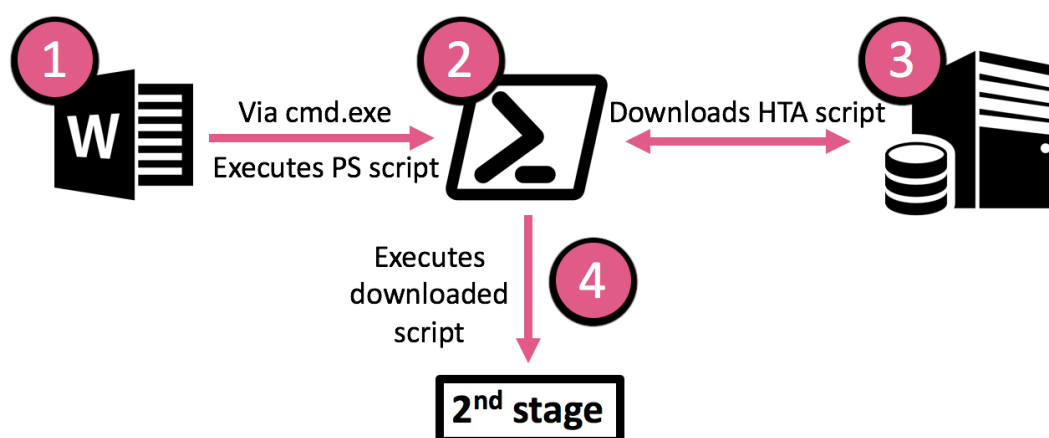 1
2
3
W
Via cmd.exe
Executes PS script
Downloads HTA script
Executes
downloaded
script
4
2nd stage